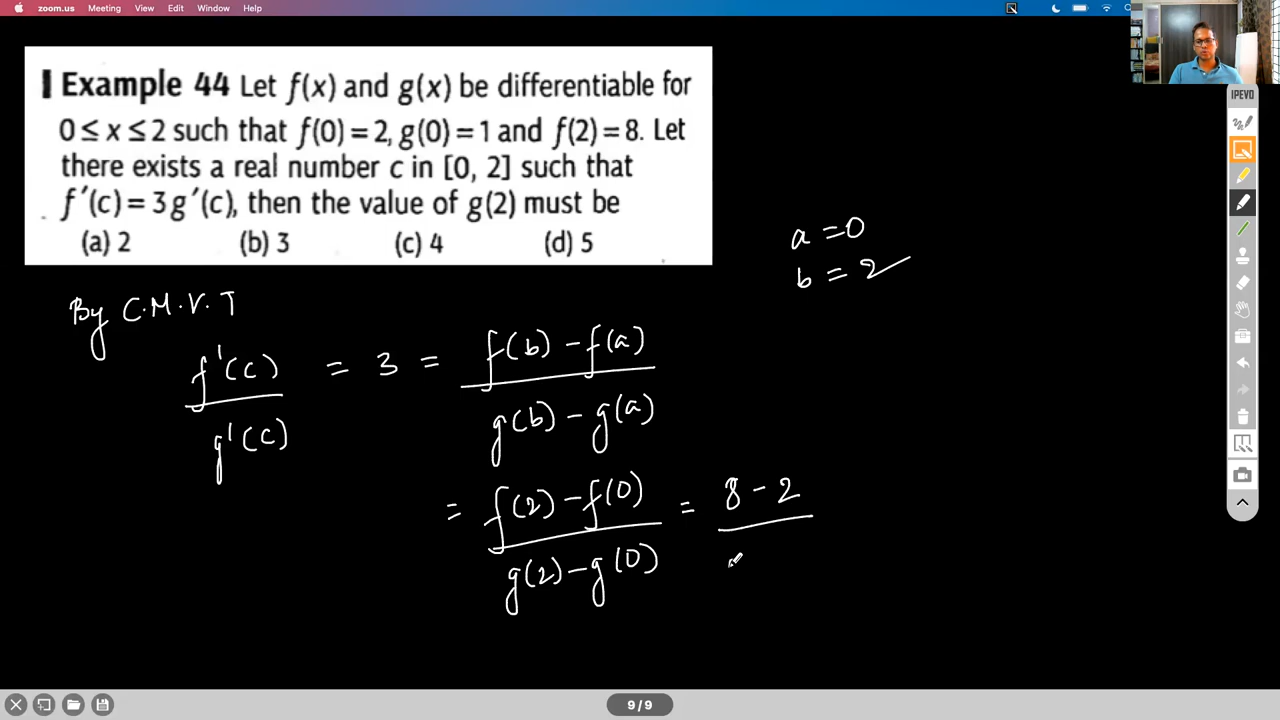 zoom.us Meeting View Edit Window Help
IPEVO
Example 44 Let f(x) and g(x) be differentiable for
0 ≤ x ≤ 2 such that f(0) = 2, g(0) = 1 and f(2) = 8. Let
there exists a real number c in [0, 2] such that
f′(c) = 3 g′(c), then the value of g(2) must be
(a) 2 (b) 3 (c) 4 (d) 5
a = 0
b = 2
By C.M.V.T
f'(c) / g'(c) = 3 = f(b) - f(a) / g(b) - g(a)
= f(2) - f(0) / g(2) - g(0) = 8 - 2
9 / 9